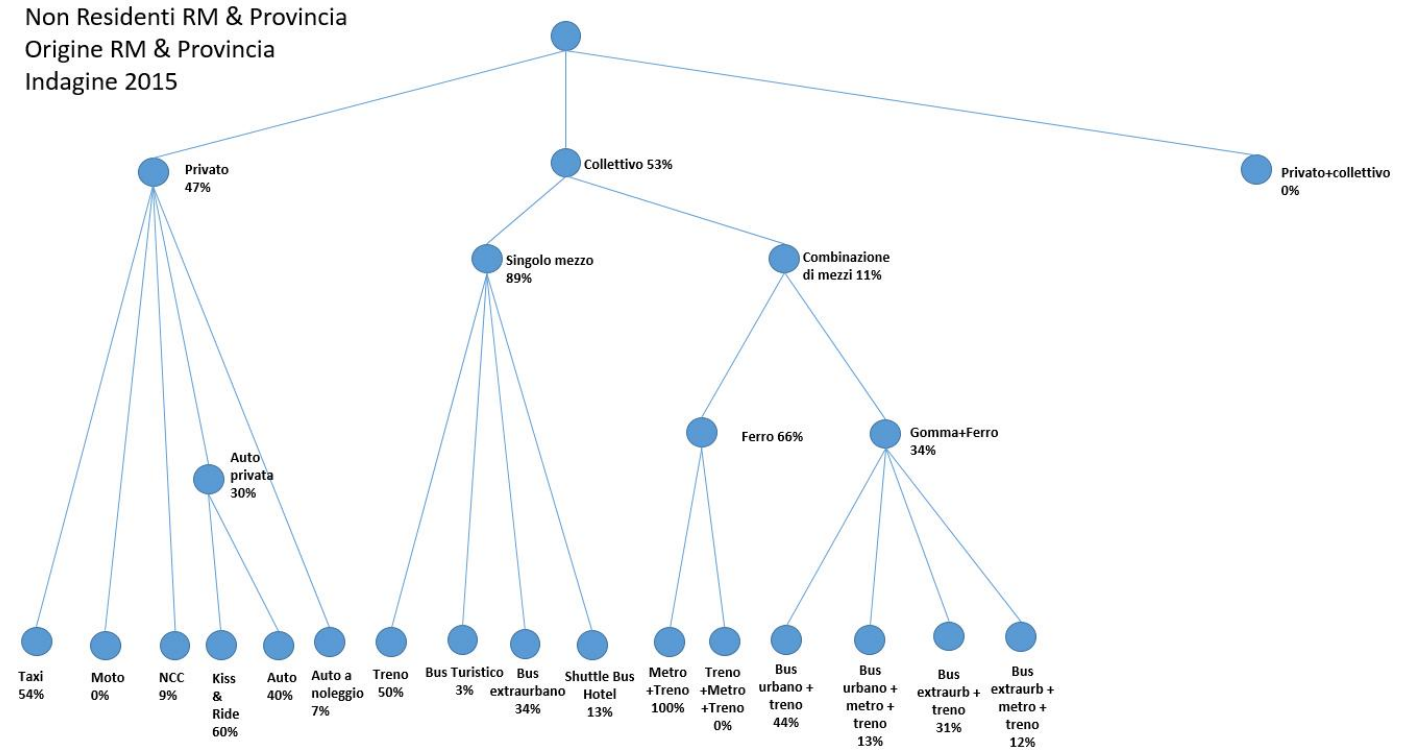 Non Residenti RM & Provincia
Origine RM & Provincia
Indagine 2015
Privato
47%
Collettivo 53%
Privato+collettivo
0%
Singolo mezzo
89%
Combinazione
di mezzi 11%
Ferro 66%
Gomma+Ferro
34%
Auto
privata
30%
Taxi
54%
Moto
0%
NCC
9%
Kiss
&
Ride
60%
Auto
40%
Auto a
noleggio
7%
Treno
50%
Bus Turistico
3%
Bus
extraurbano
34%
Shuttle Bus
Hotel
13%
Metro
+Treno
100%
Treno
+Metro
+Treno
0%
Bus
urbano +
treno
44%
Bus
urbano +
metro +
treno
13%
Bus
extraurb +
treno
31%
Bus
extraurb +
metro +
treno
12%